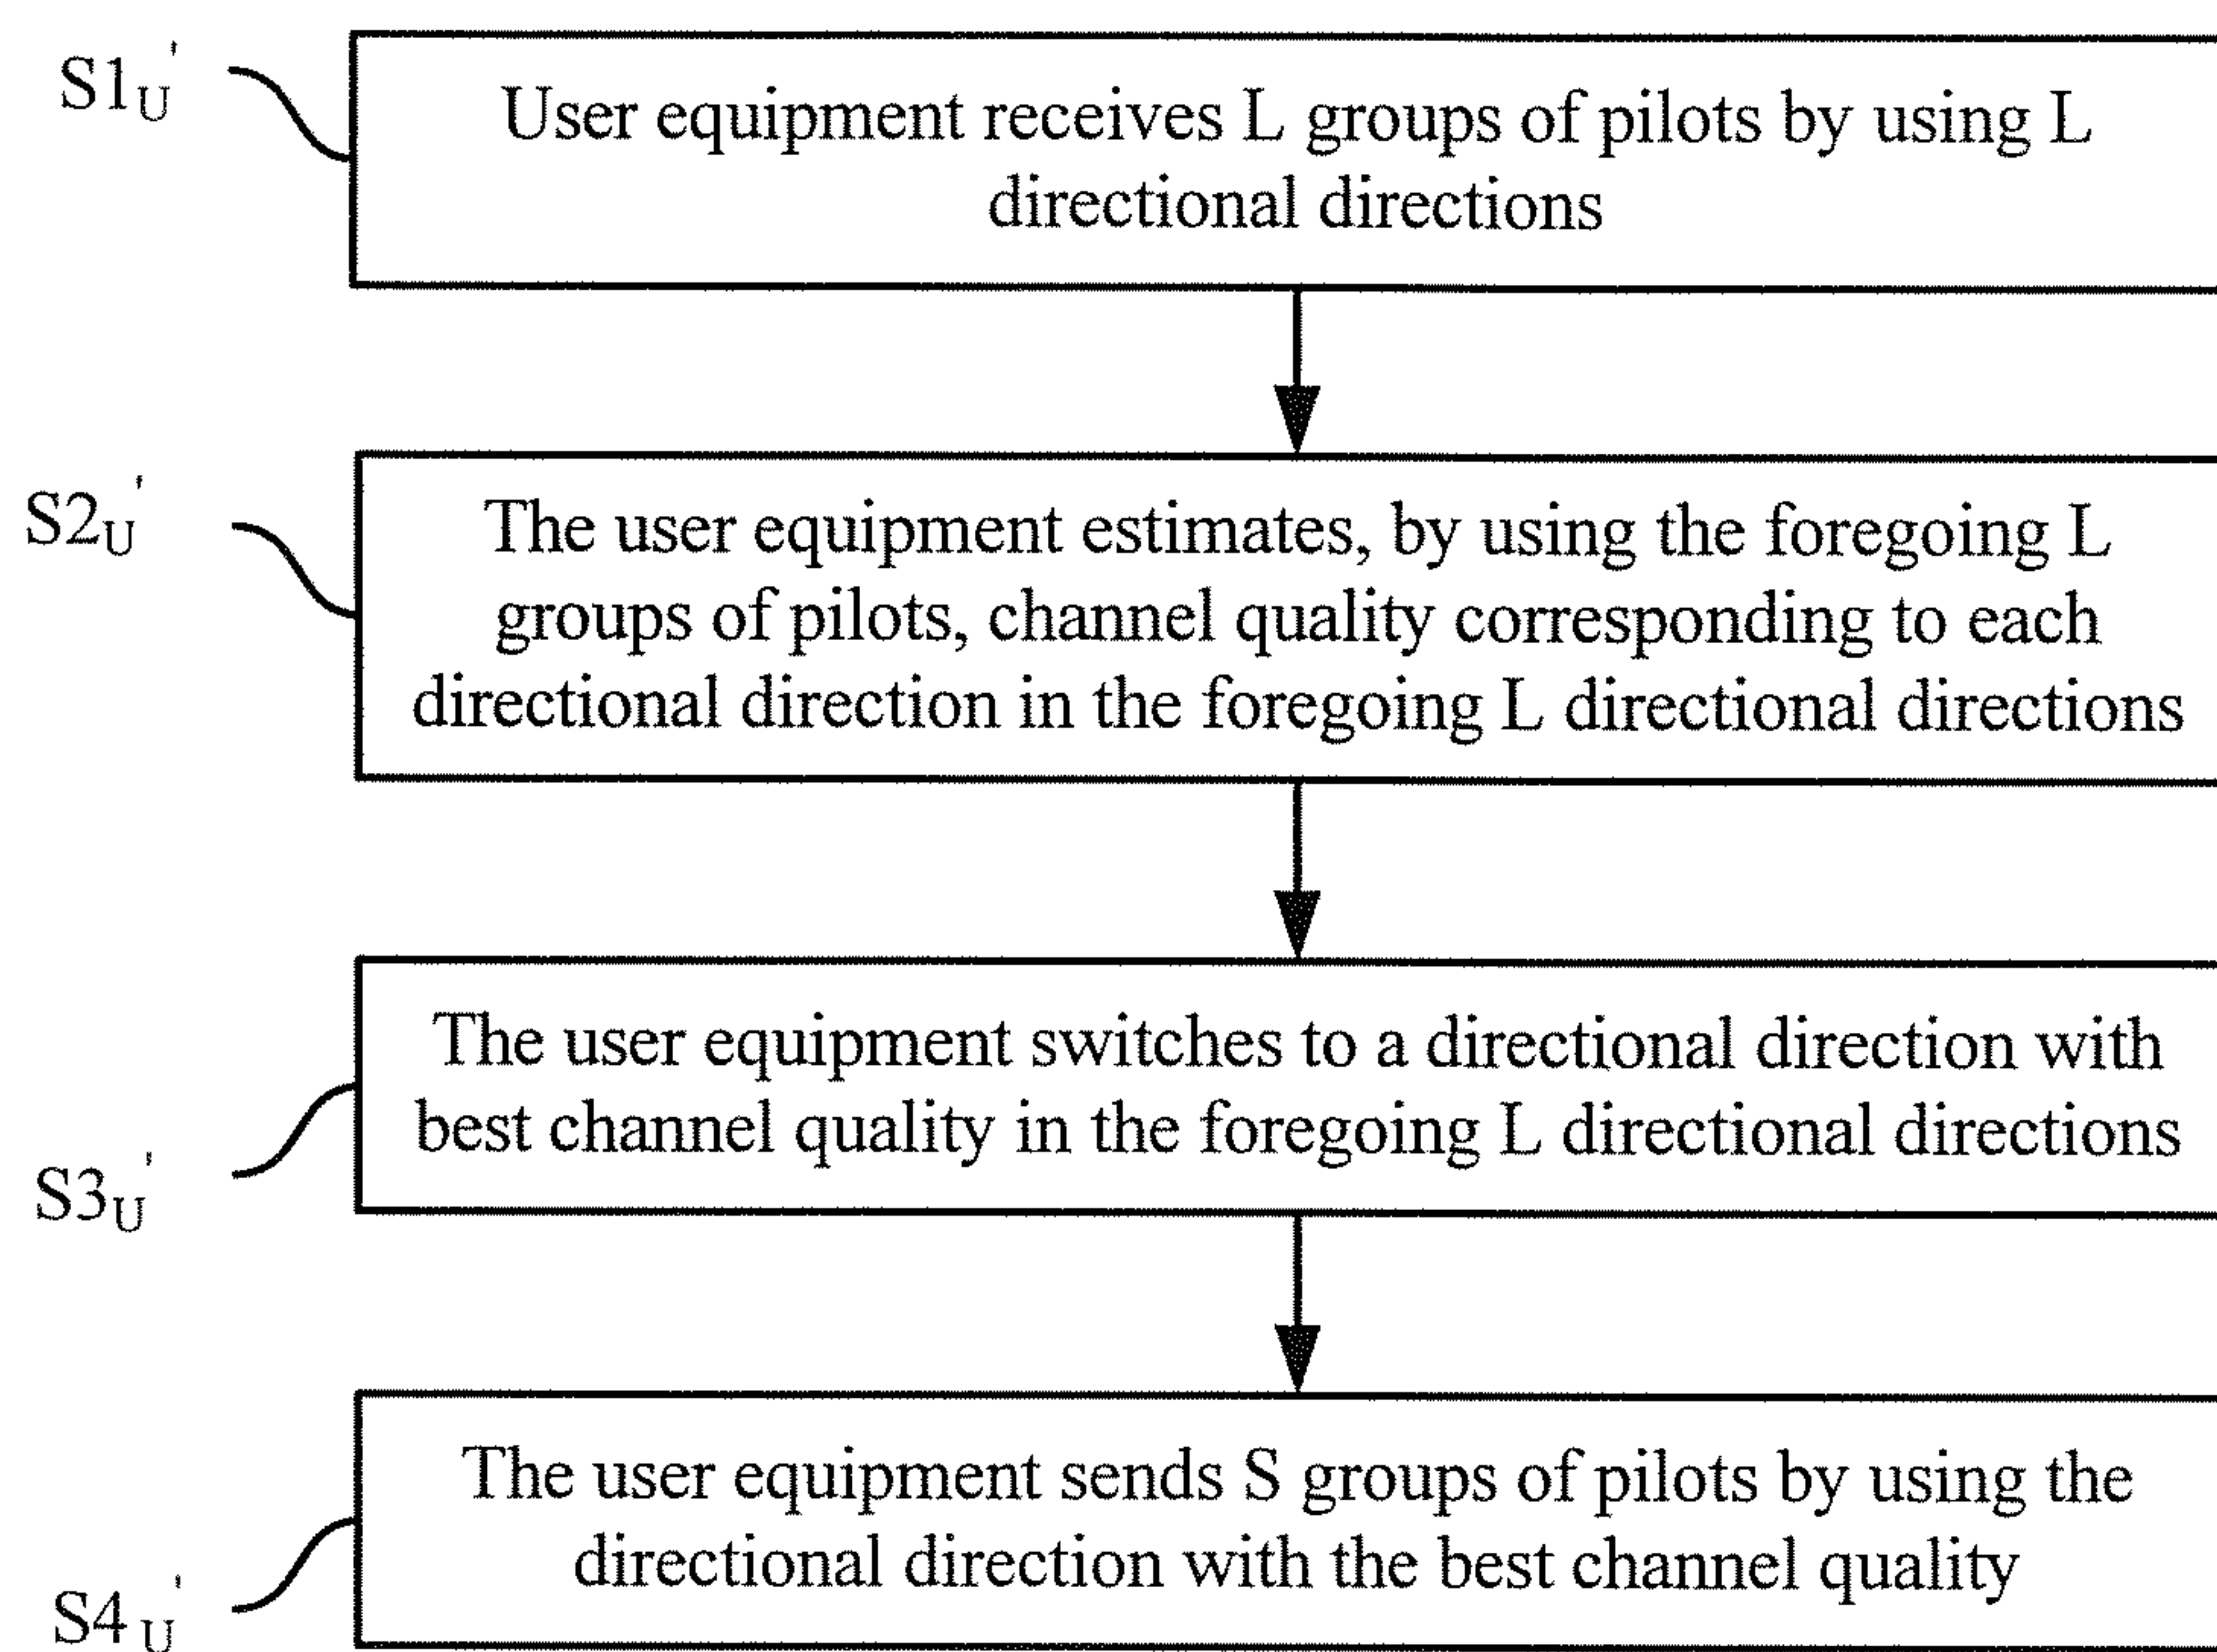 S1U'
User equipment receives L groups of pilots by using L
directional directions
S2U'
The user equipment estimates, by using the foregoing L
groups of pilots, channel quality corresponding to each
directional direction in the foregoing L directional directions
S3U'
The user equipment switches to a directional direction with
best channel quality in the foregoing L directional directions
S4U'
The user equipment sends S groups of pilots by using the
directional direction with the best channel quality